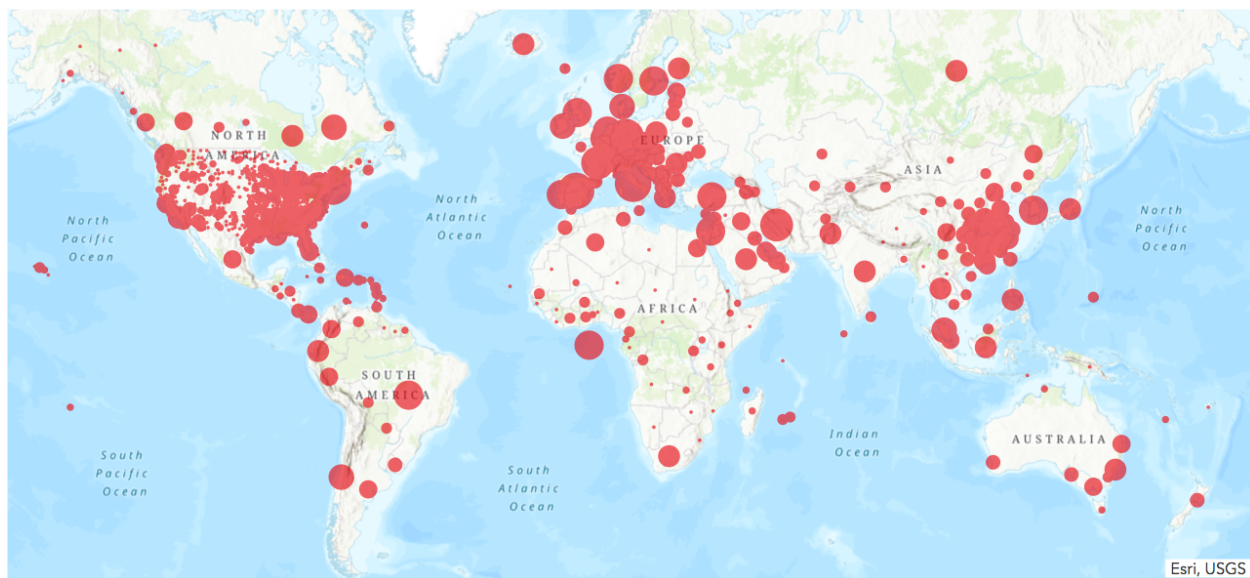 NORTH
AMERICA
EUROPE
ASIA
North
Atlantic
Ocean
North
Pacific
Ocean
North
Pacific
Ocean
AFRICA
SOUTH
AMERICA
Indian
Ocean
AUSTRALIA
South
Pacific
Ocean
South
Atlantic
Ocean
Esri, USGS